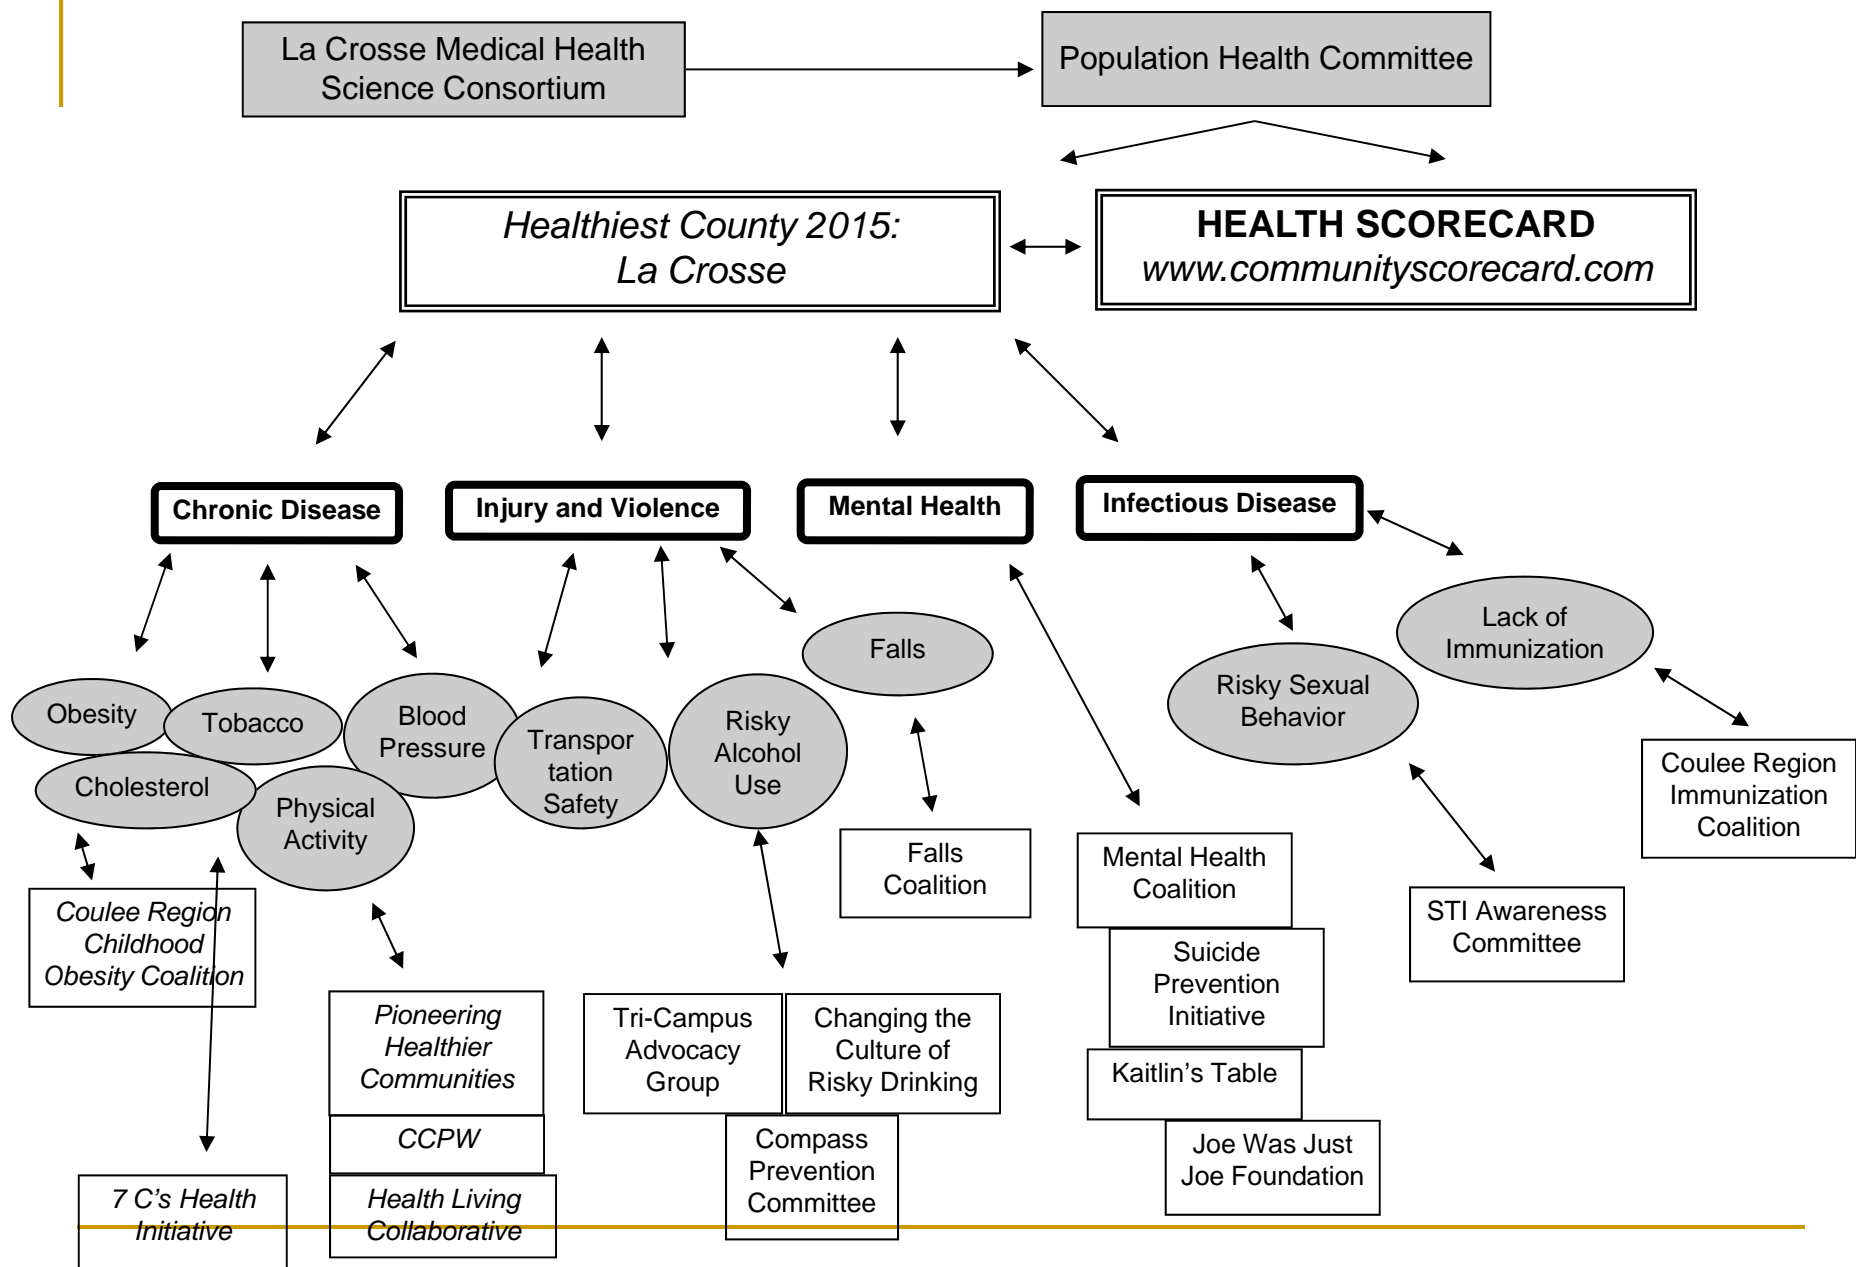 La Crosse Medical Health
Science Consortium
Population Health Committee
Healthiest County 2015:
La Crosse
HEALTH SCORECARD
www.communityscorecard.com
Chronic Disease
Injury and Violence
Mental Health
Infectious Disease
Obesity
Tobacco
Blood
Pressure
Cholesterol
Physical
Activity
Transpor
tation
Safety
Risky
Alcohol
Use
Falls
Risky Sexual
Behavior
Lack of
Immunization
Coulee Region
Childhood
Obesity Coalition
7 C's Health
Initiative
Pioneering
Healthier
Communities
CCPW
Health Living
Collaborative
Tri-Campus
Advocacy
Group
Changing the
Culture of
Risky Drinking
Compass
Prevention
Committee
Falls
Coalition
Mental Health
Coalition
Suicide
Prevention
Initiative
Kaitlin's Table
Joe Was Just
Joe Foundation
STI Awareness
Committee
Coulee Region
Immunization
Coalition